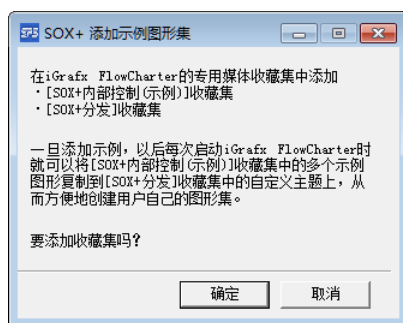 SOX+ 添加示例图形集
在iGrafx FlowCharter的专用媒体收藏集中添加
·[SOX+内部控制(示例)]收藏集
·[SOX+分发]收藏集
一旦添加示例，以后每次启动iGrafx FlowCharter时
就可以将[SOX+内部控制(示例)]收藏集中的多个示例
图形复制到[SOX+分发]收藏集中的自定义主题上，从
而方便地创建用户自己的图形集。
要添加收藏集吗？
确定
取消